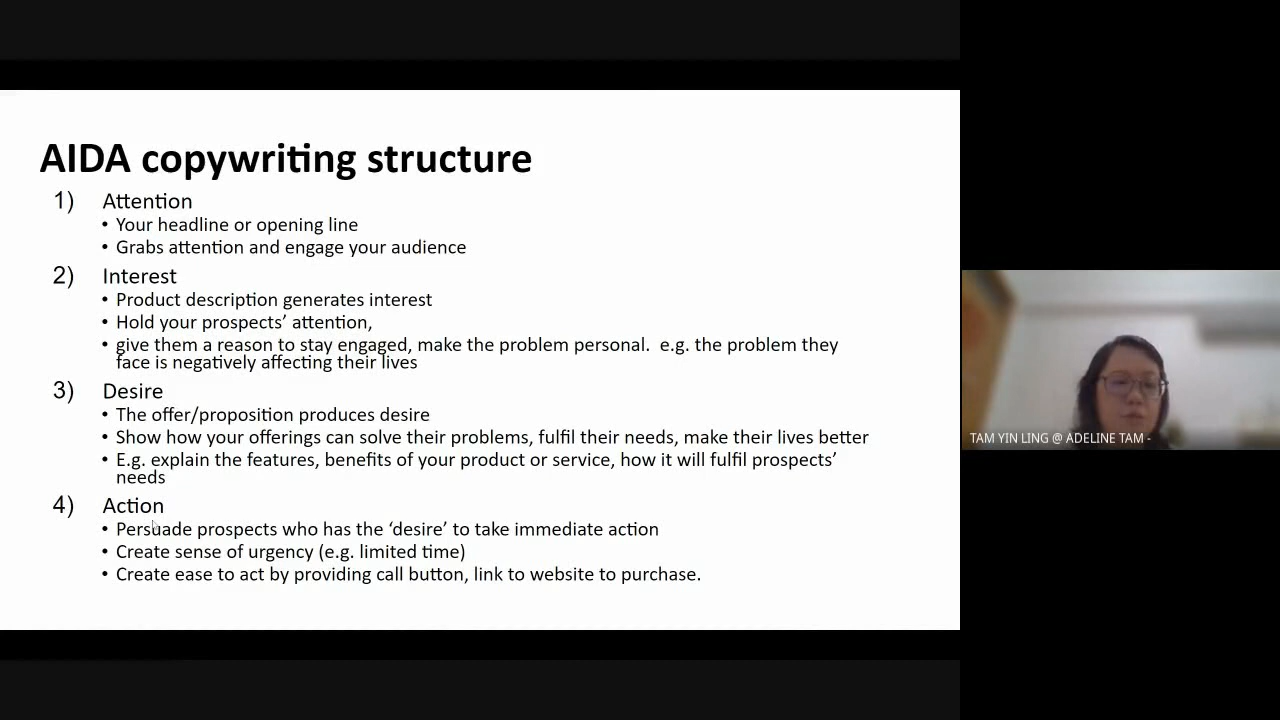 AIDA copywriting structure
1) Attention
• Your headline or opening line
• Grabs attention and engage your audience
2) Interest
• Product description generates interest
• Hold your prospects’ attention,
• give them a reason to stay engaged, make the problem personal.  e.g. the problem they
face is negatively affecting their lives
3) Desire
• The offer/proposition produces desire
• Show how your offerings can solve their problems, fulfil their needs, make their lives better
• E.g. explain the features, benefits of your product or service, how it will fulfil prospects’
needs
4) Action
• Persuade prospects who has the ‘desire’ to take immediate action
• Create sense of urgency (e.g. limited time)
• Create ease to act by providing call button, link to website to purchase.
TAM YIN LING @ ADELINE TAM -